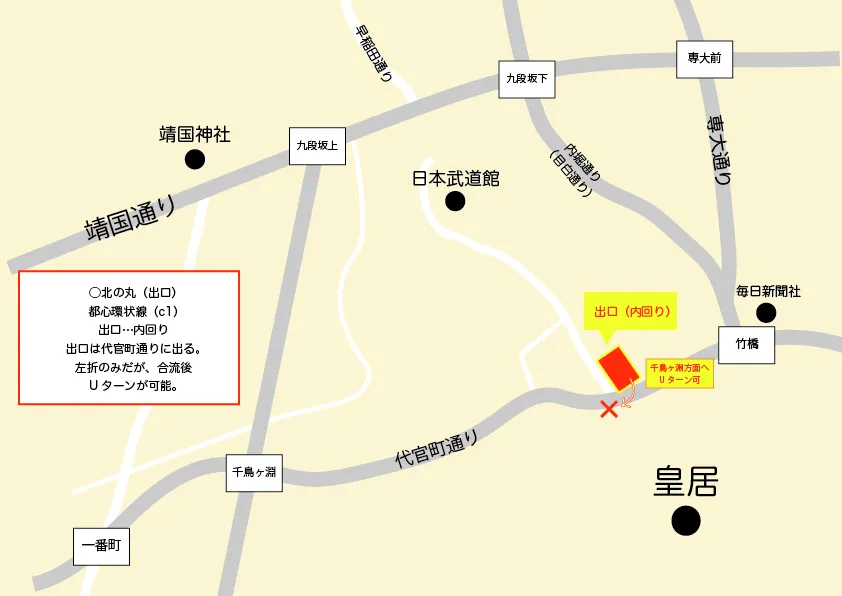 早稲田通り
専大前
九段坂下
靖国神社
九段坂上
内堀通り
(目白通り)
専大通り
日本武道館
靖国通り
○北の丸（出口）
都心環状線（c1）
出口…内回り
出口は代官町通りに出る。
左折のみだが、合流後
Uターンが可能。
出口（内回り）
毎日新聞社
竹橋
千鳥ヶ淵方面へ
Uターン可
代官町通り
千鳥ヶ淵
皇居
一番町